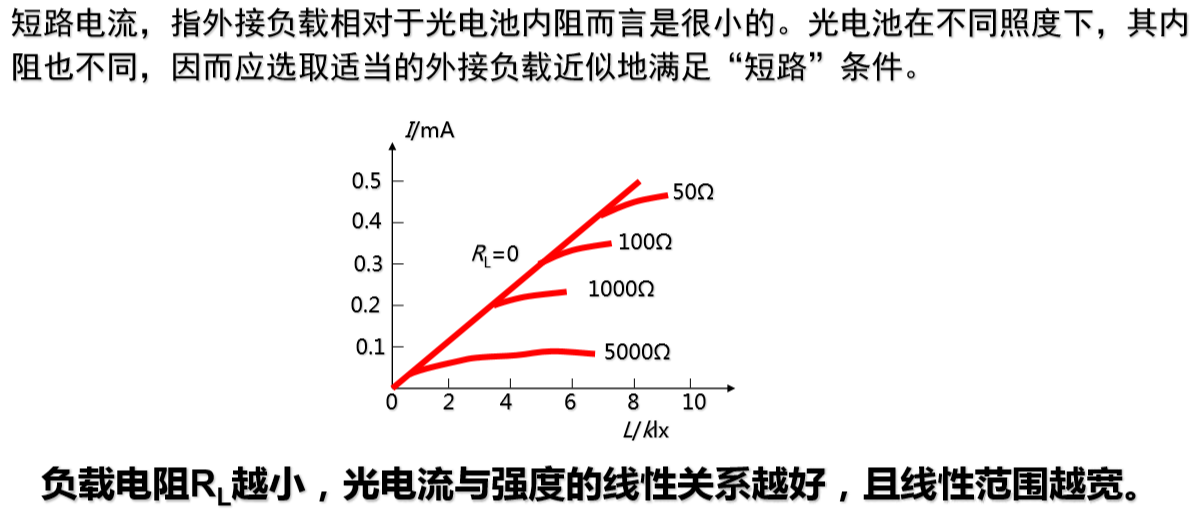 短路电流，指外接负载相对于光电池内阻而言是很小的。光电池在不同照度下，其内
阻也不同，因而应选取适当的外接负载近似地满足“短路”条件。
I/mA
0.5
50Ω
0.4
100Ω
RL=0
0.3
1000Ω
0.2
0.1
5000Ω
0 2 4 6 8 10
L/klx
负载电阻RL越小，光电流与强度的线性关系越好，且线性范围越宽。